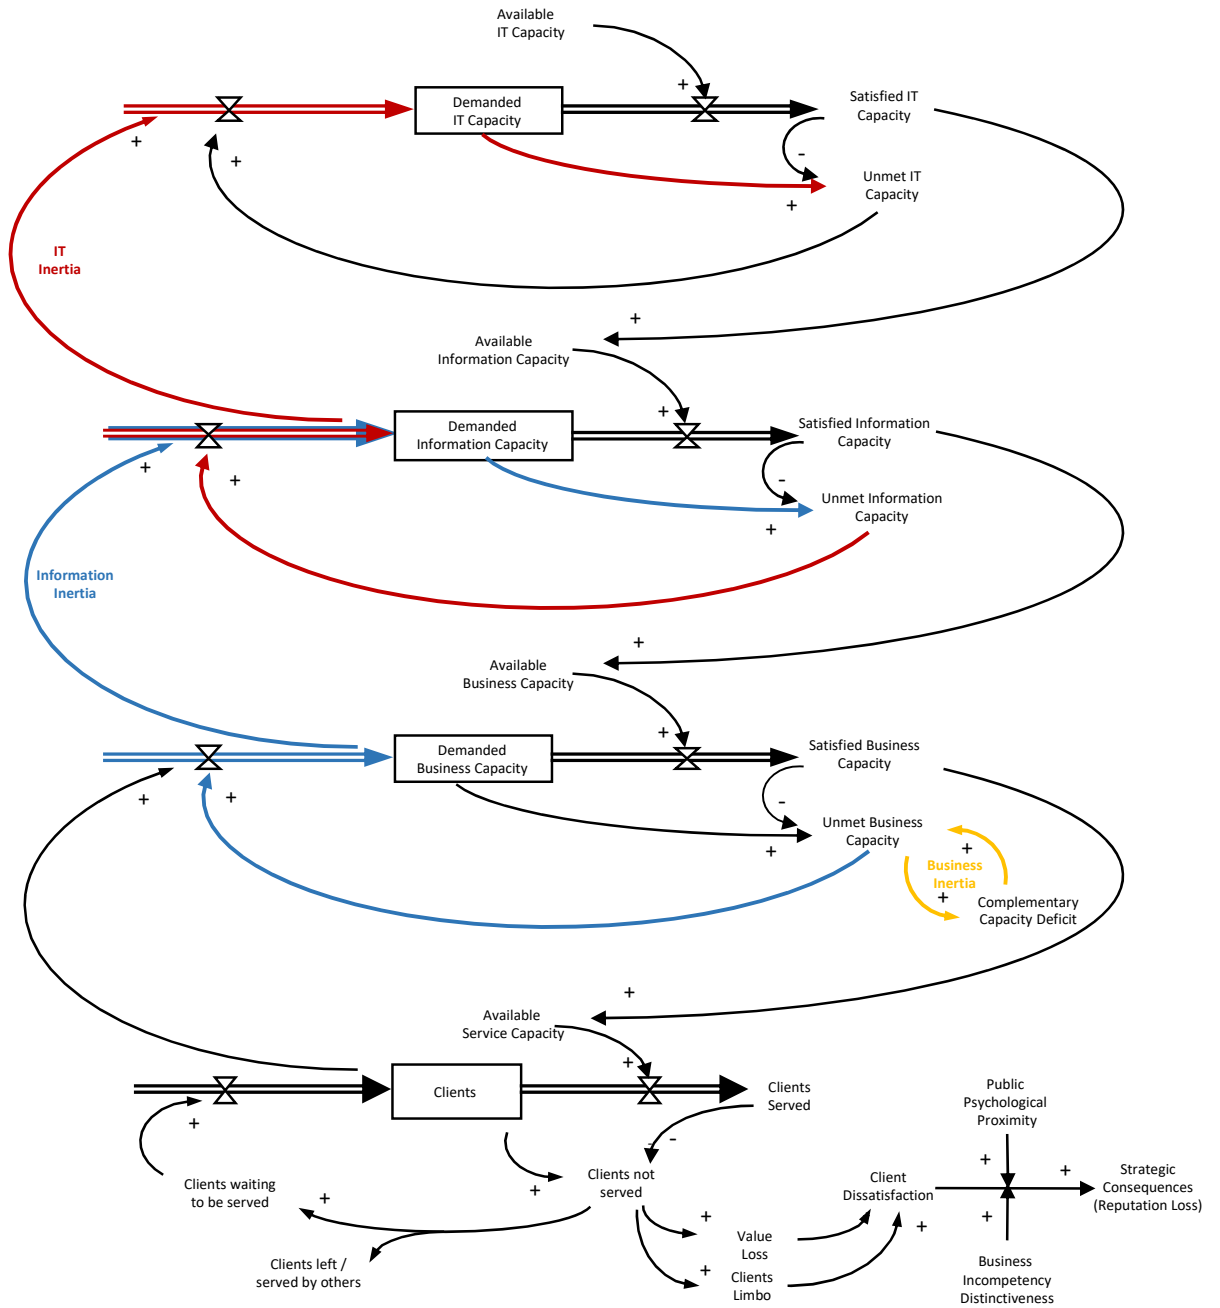 Available
IT Capacity
+
Demanded
IT Capacity
Satisfied IT
Capacity
+
+
-
Unmet IT
Capacity
+
IT
Inertia
+
Available
Information Capacity
+
Demanded
Information Capacity
Satisfied Information
Capacity
+
+
-
Unmet Information
Capacity
+
Information
Inertia
+
Available
Business Capacity
+
Demanded
Business Capacity
Satisfied Business
Capacity
+
+
-
Unmet Business
Capacity
+
+
Business
Inertia
+
Complementary
Capacity Deficit
+
Available
Service Capacity
+
Clients
Clients
Served
+
-
Public
Psychological
Proximity
+
+
Clients not
served
+
Clients waiting
to be served
+
Client
Dissatisfaction
Strategic
Consequences
(Reputation Loss)
+
+
+
Value
Loss
Clients left /
served by others
+
Clients
Limbo
Business
Incompetency
Distinctiveness